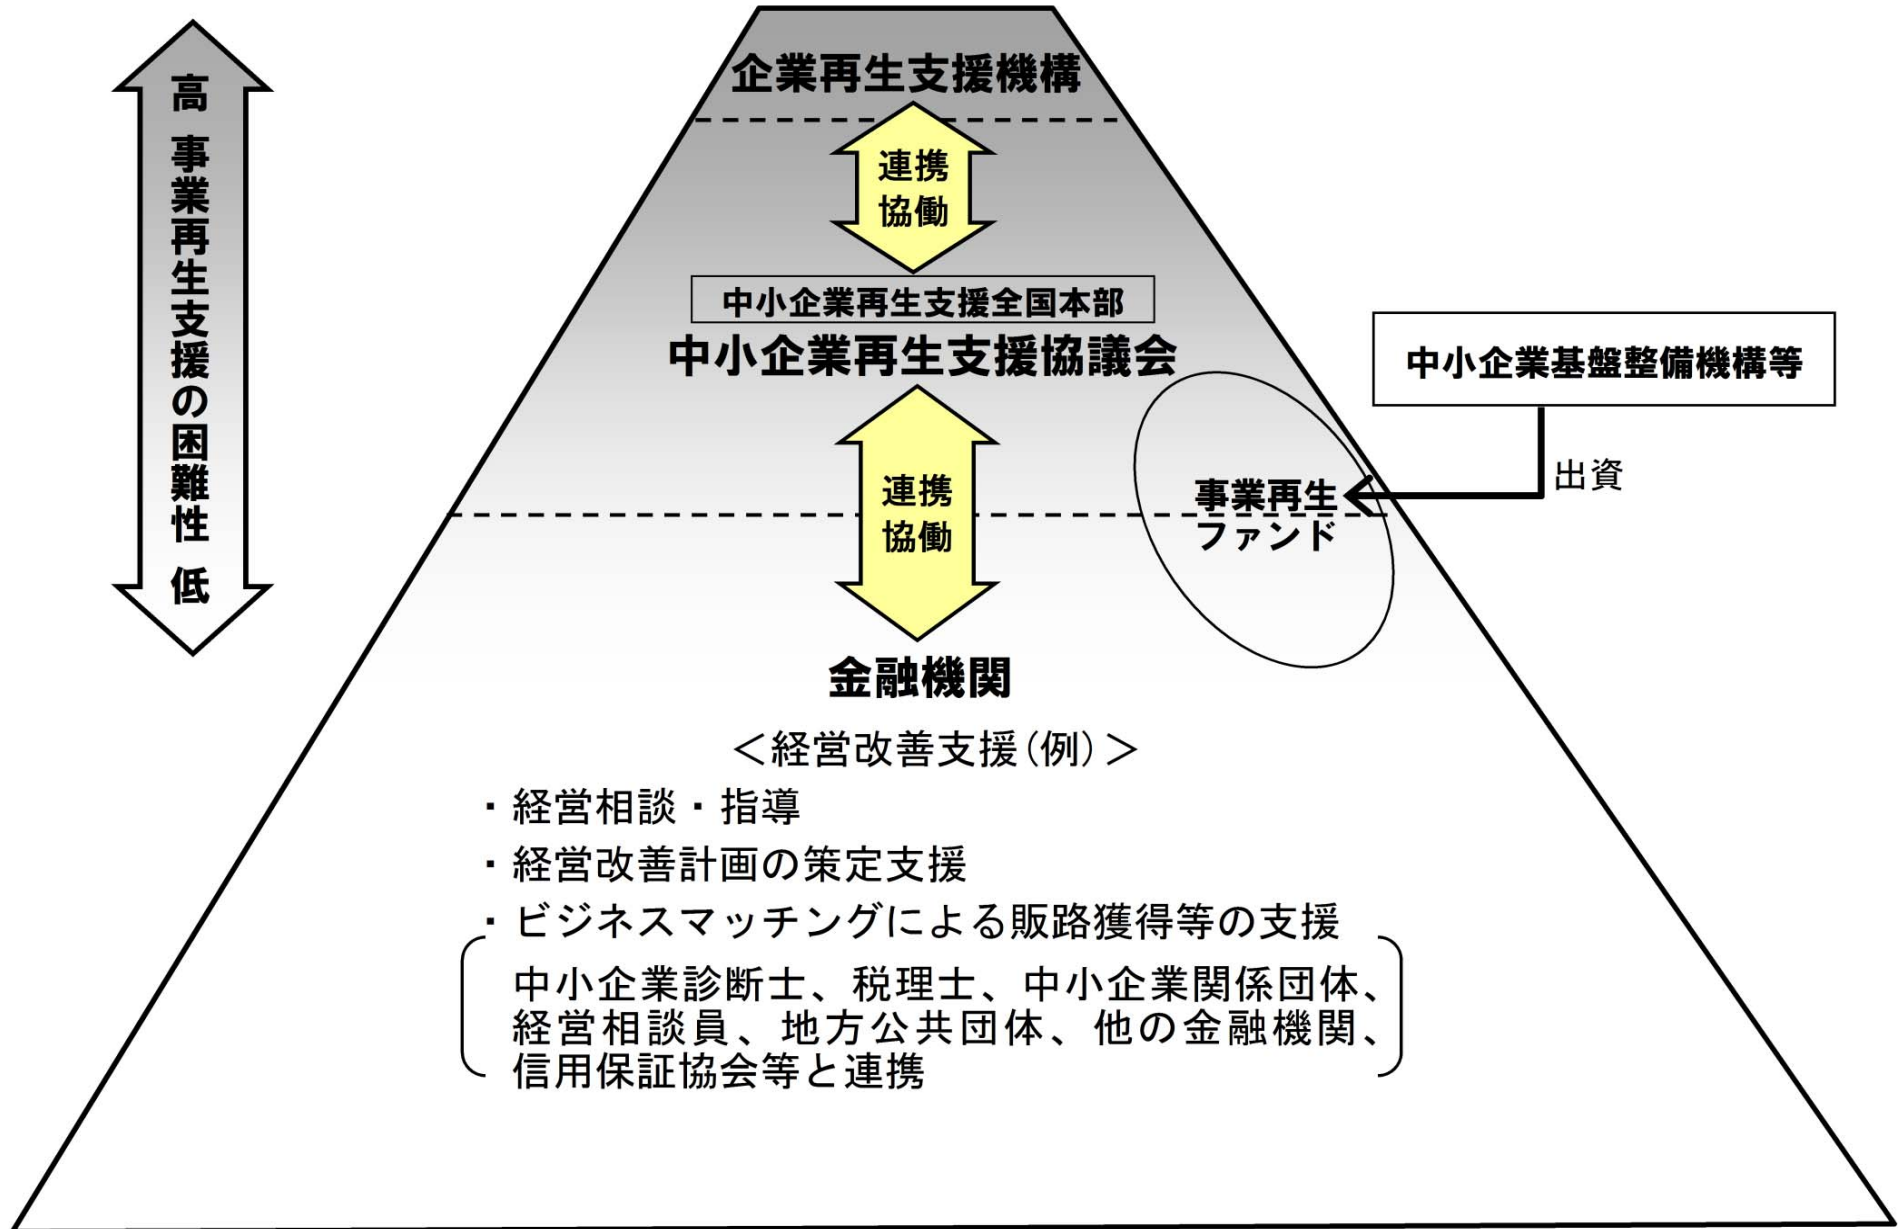 高 事業再生支援の困難性 低
企業再生支援機構
連携
協働
中小企業再生支援全国本部
中小企業再生支援協議会
中小企業基盤整備機構等
出資
事業再生
ファンド
連携
協働
金融機関
＜経営改善支援(例)＞
・経営相談・指導
・経営改善計画の策定支援
・ビジネスマッチングによる販路獲得等の支援
中小企業診断士、税理士、中小企業関係団体、
経営相談員、地方公共団体、他の金融機関、
信用保証協会等と連携